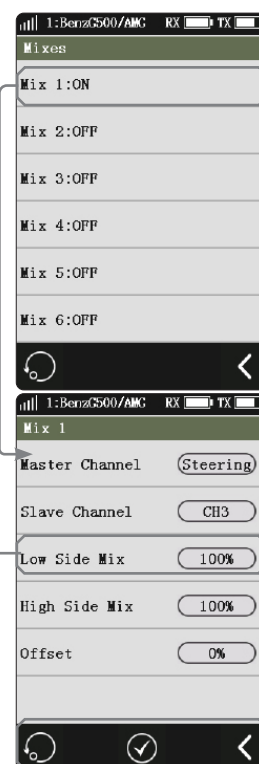 1:BenzG500/AMG RX TX
Mixes
Mix 1:ON
Mix 2:OFF
Mix 3:OFF
Mix 4:OFF
Mix 5:OFF
Mix 6:OFF
1:BenzG500/AMG RX TX
Mix 1
Master Channel Steering
Slave Channel CH3
Low Side Mix 100%
High Side Mix 100%
Offset 0%